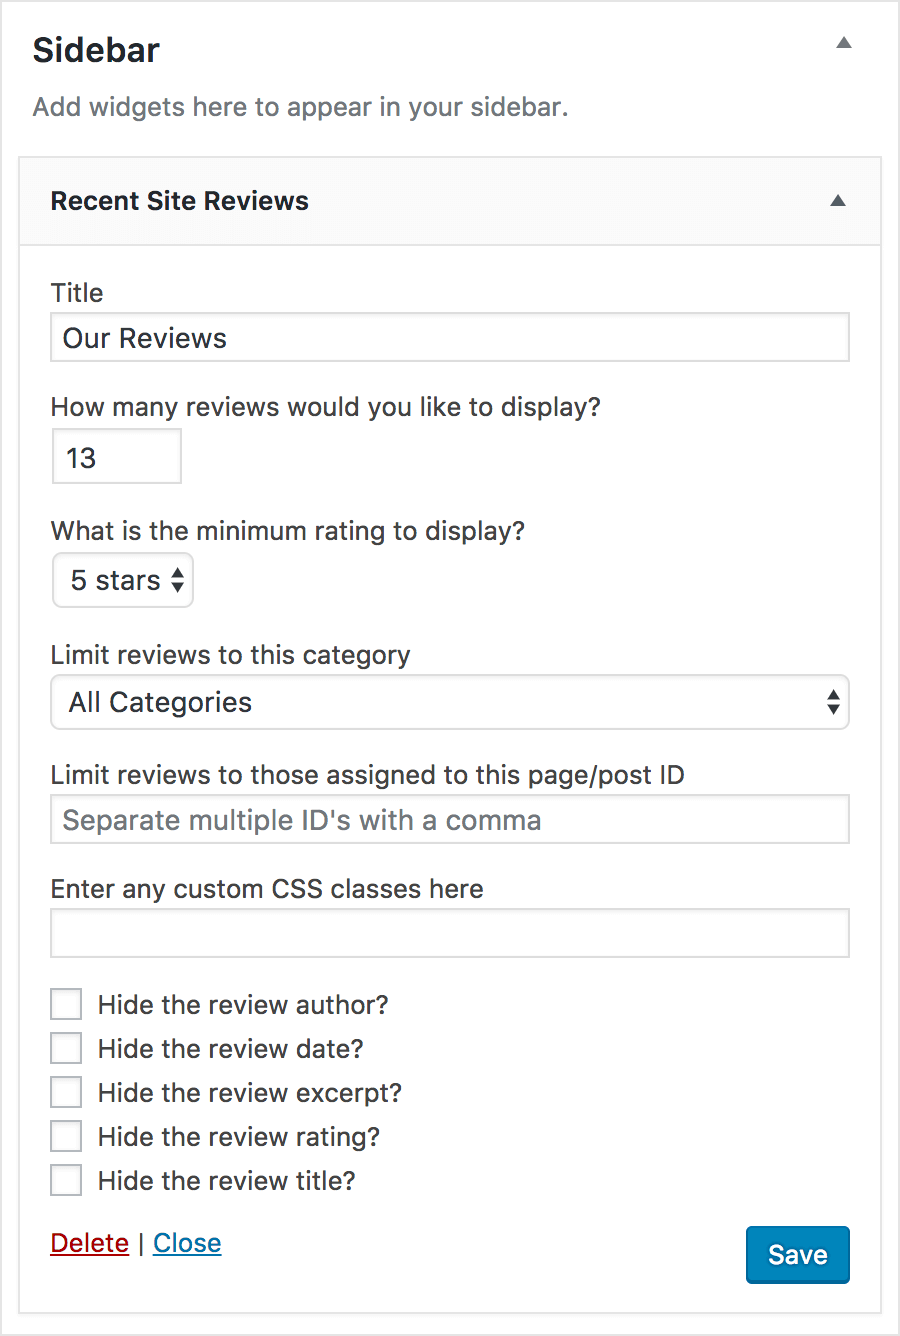 Sidebar
Add widgets here to appear in your sidebar.
Recent Site Reviews
Title
Our Reviews
How many reviews would you like to display?
13
What is the minimum rating to display?
5 stars
Limit reviews to this category
All Categories
Limit reviews to those assigned to this page/post ID
Separate multiple ID's with a comma
Enter any custom CSS classes here
Hide the review author?
Hide the review date?
Hide the review excerpt?
Hide the review rating?
Hide the review title?
Delete | Close
Save